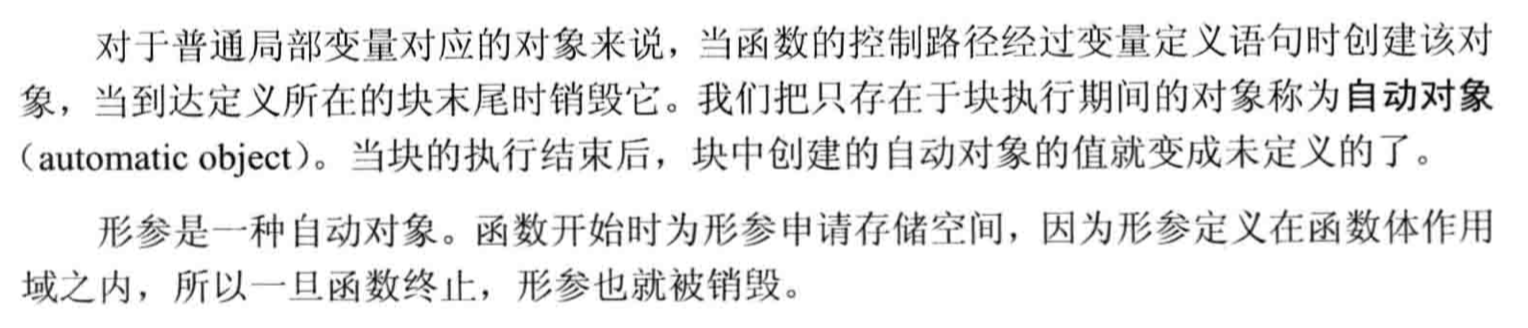 对于普通局部变量对应的对象来说，当函数的控制路径经过变量定义语句时创建该对
象，当到达定义所在的块末尾时销毁它。我们把只存在于块执行期间的对象称为自动对象
（automatic object）。当块的执行结束后，块中创建的自动对象的值就变成未定义的了。
形参是一种自动对象。函数开始时为形参申请存储空间，因为形参定义在函数体作用
域之内，所以一旦函数终止，形参也就被销毁。